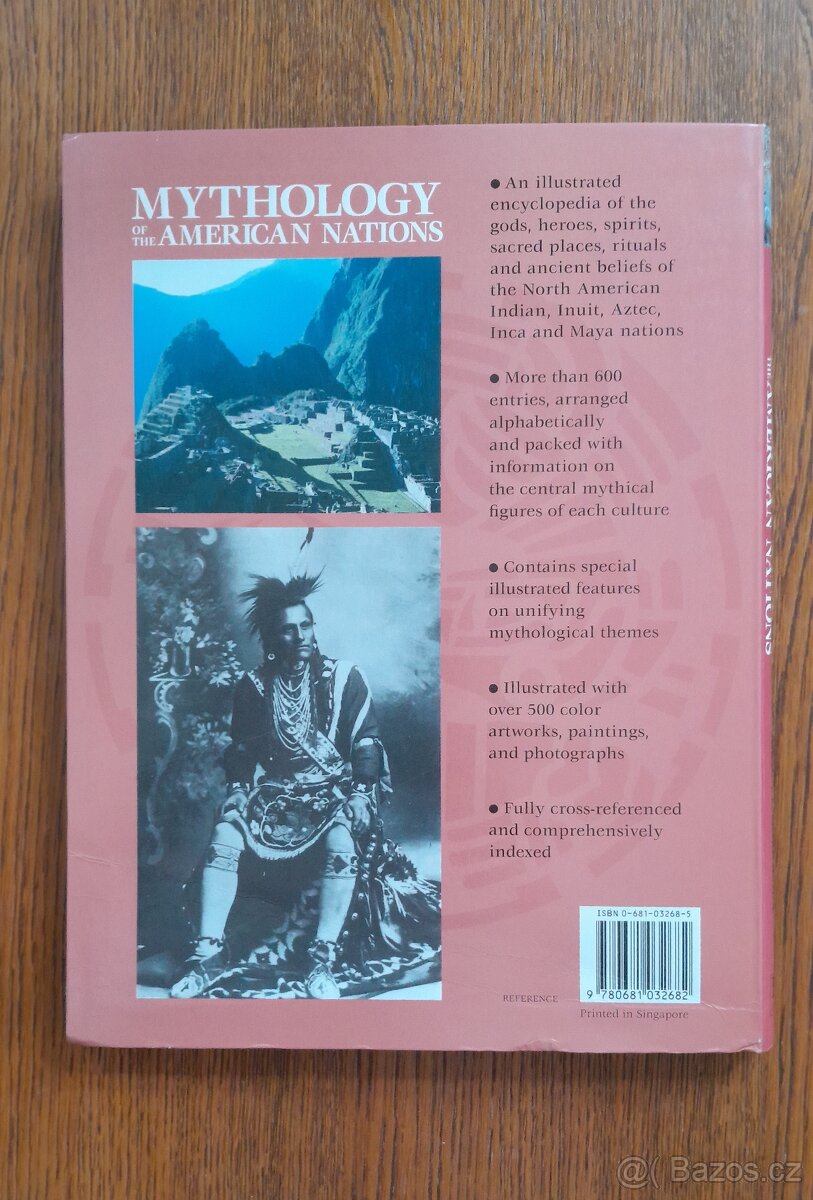 MYTHOLOGY
OF THE AMERICAN NATIONS
● An illustrated
encyclopedia of the
gods, heroes, spirits,
sacred places, rituals
and ancient beliefs of
the North American
Indian, Inuit, Aztec,
Inca and Maya nations
● More than 600
entries, arranged
alphabetically
and packed with
information on
the central mythical
figures of each culture
● Contains special
illustrated features
on unifying
mythological themes
● Illustrated with
over 500 color
artworks, paintings,
and photographs
● Fully cross-referenced
and comprehensively
indexed
ISBN 0-681-03268-5
9 780681 032682
REFERENCE
Printed in Singapore
THE AMERICAN NATIONS
@( Bazos.cz